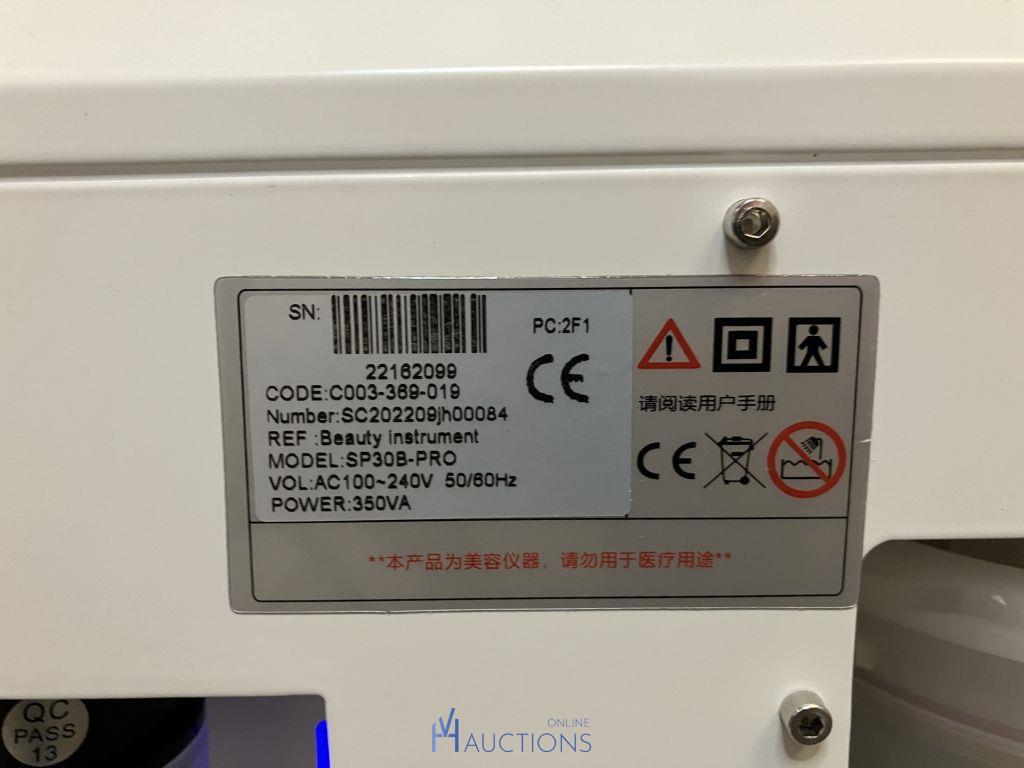 SN:
PC:2F1
22162099
CODE:C003-369-019
Number:SC202209jh00084
REF :Beauty instrument
MODEL:SP30B-PRO
VOL:AC100~240V 50/60Hz
POWER:350VA
CE
请阅读用户手册
CE
**本产品为美容仪器，请勿用于医疗用途**
QC
PASS
13
VH ONLINE
AUCTIONS